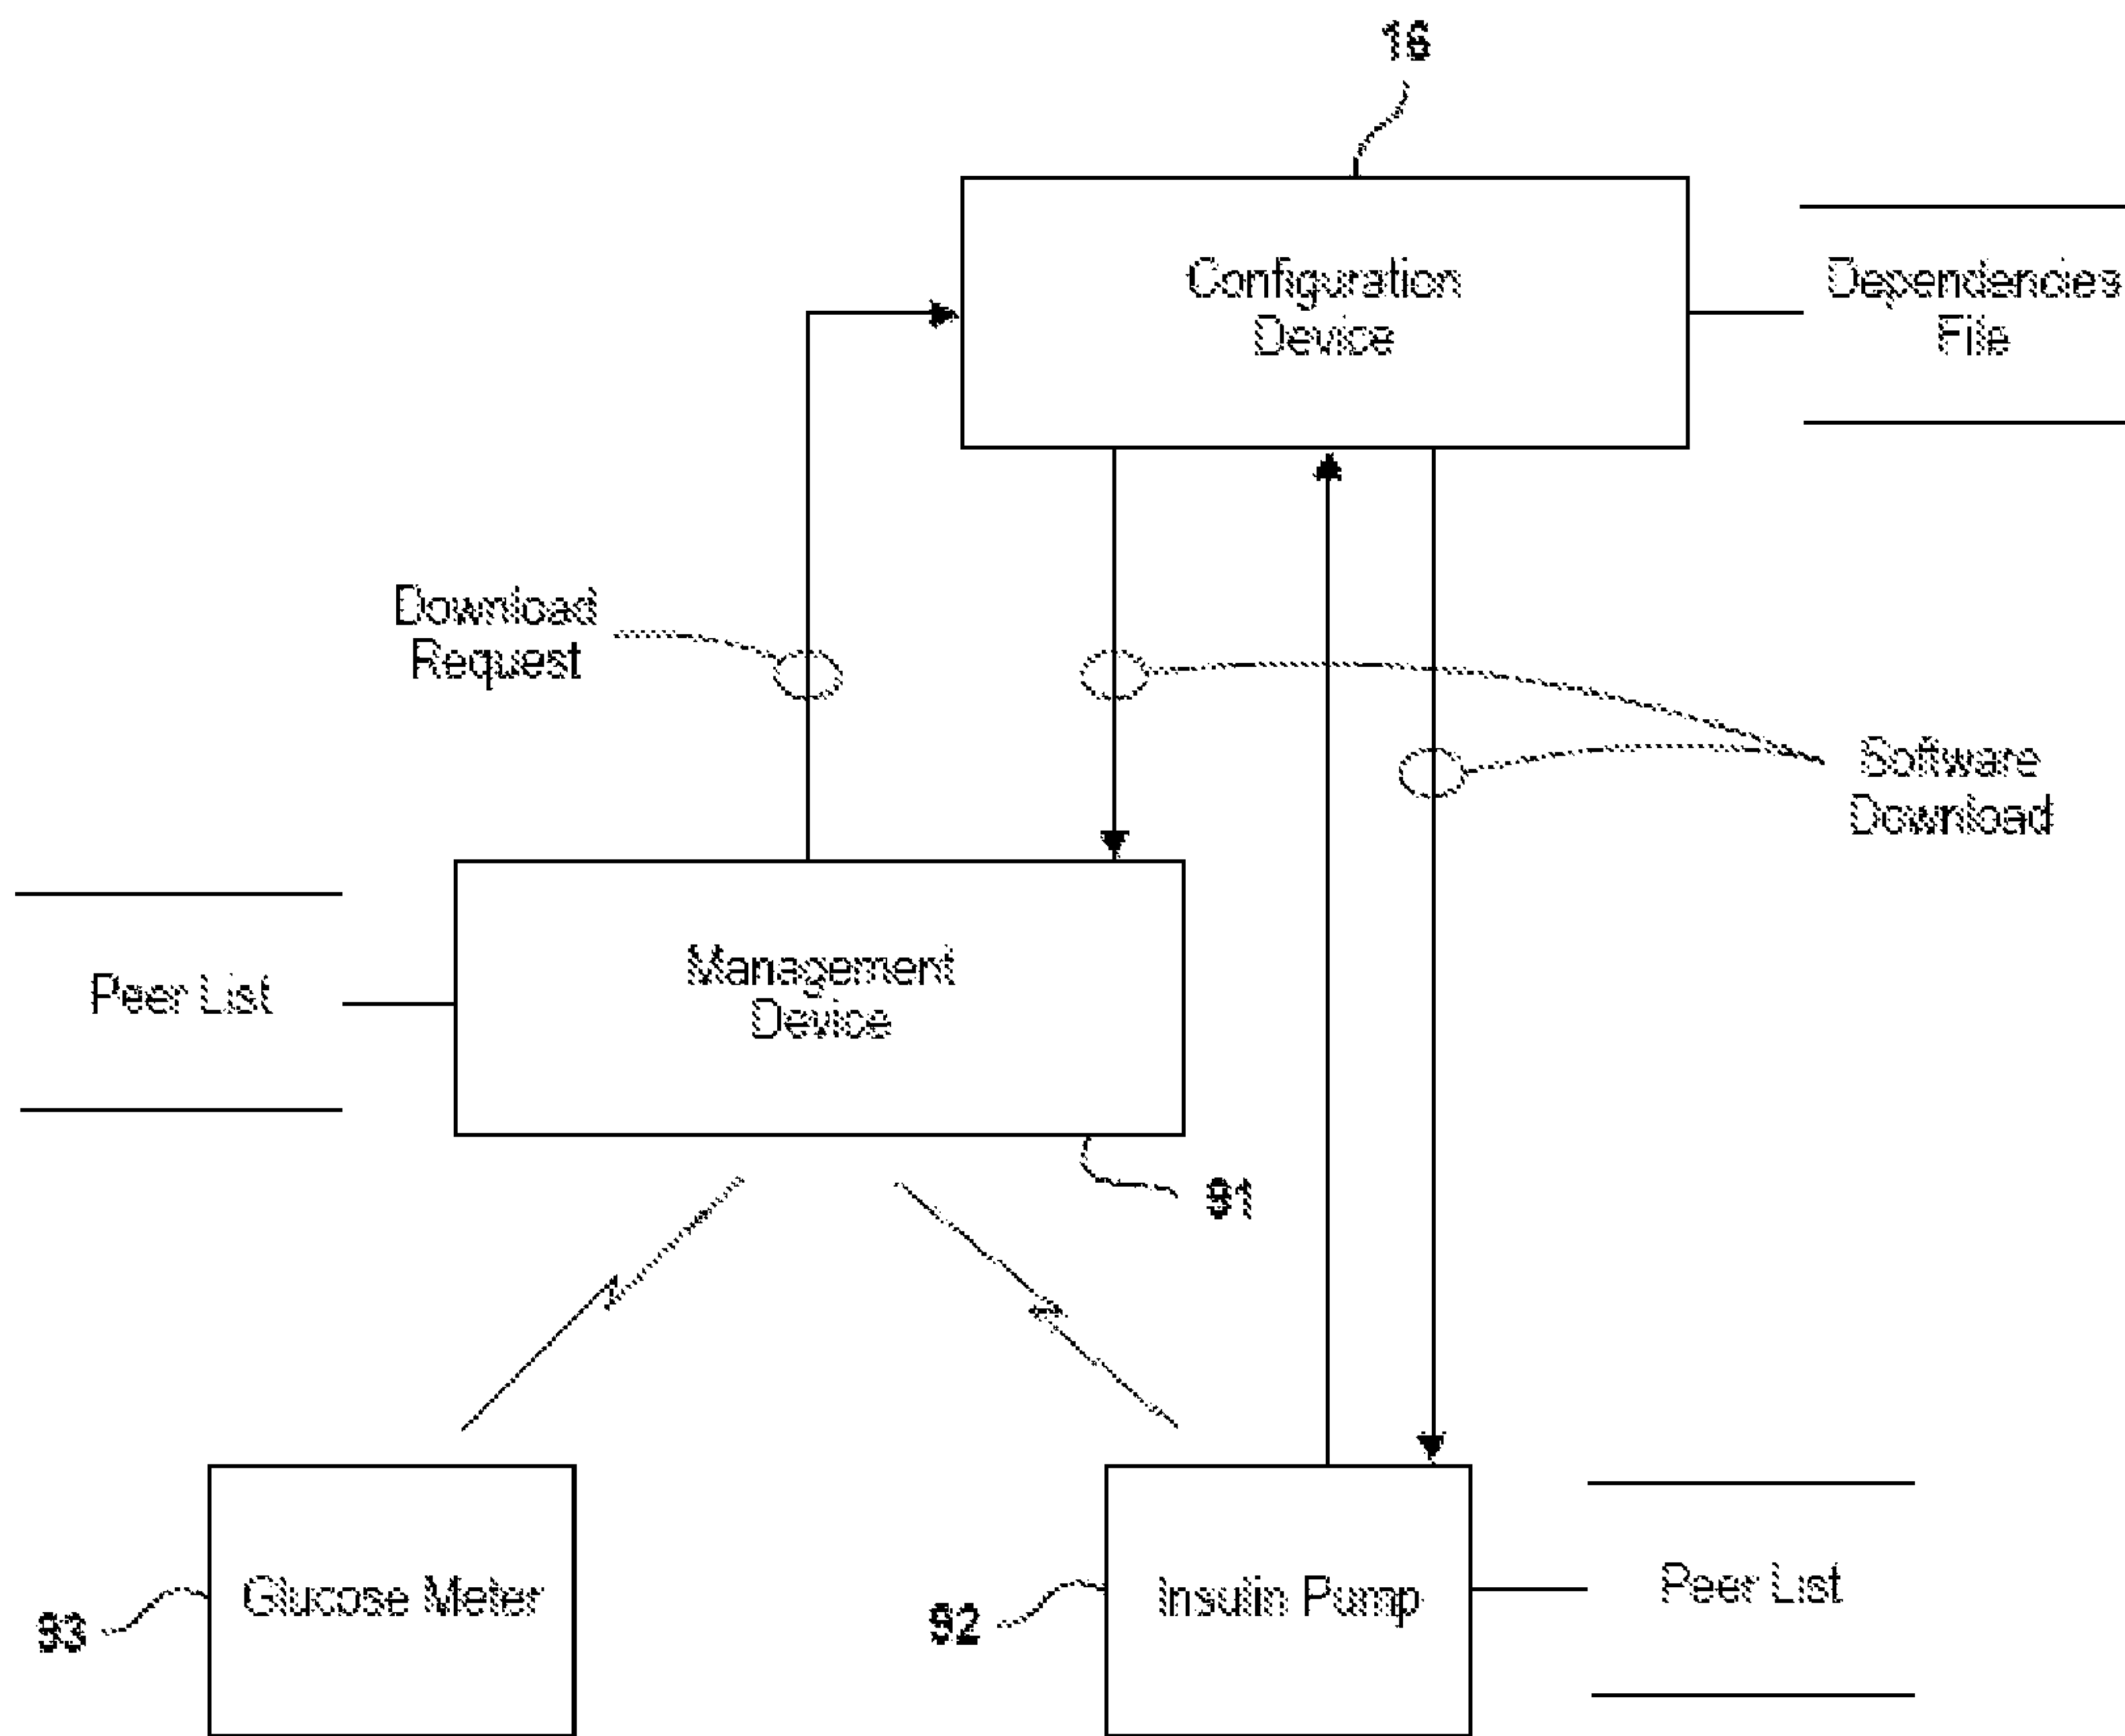 16
Configuration
Device
Dependencies
File
Download
Request
Software
Download
Peer List
Management
Device
91
Glucose Meter
93
Insulin Pump
92
Peer List